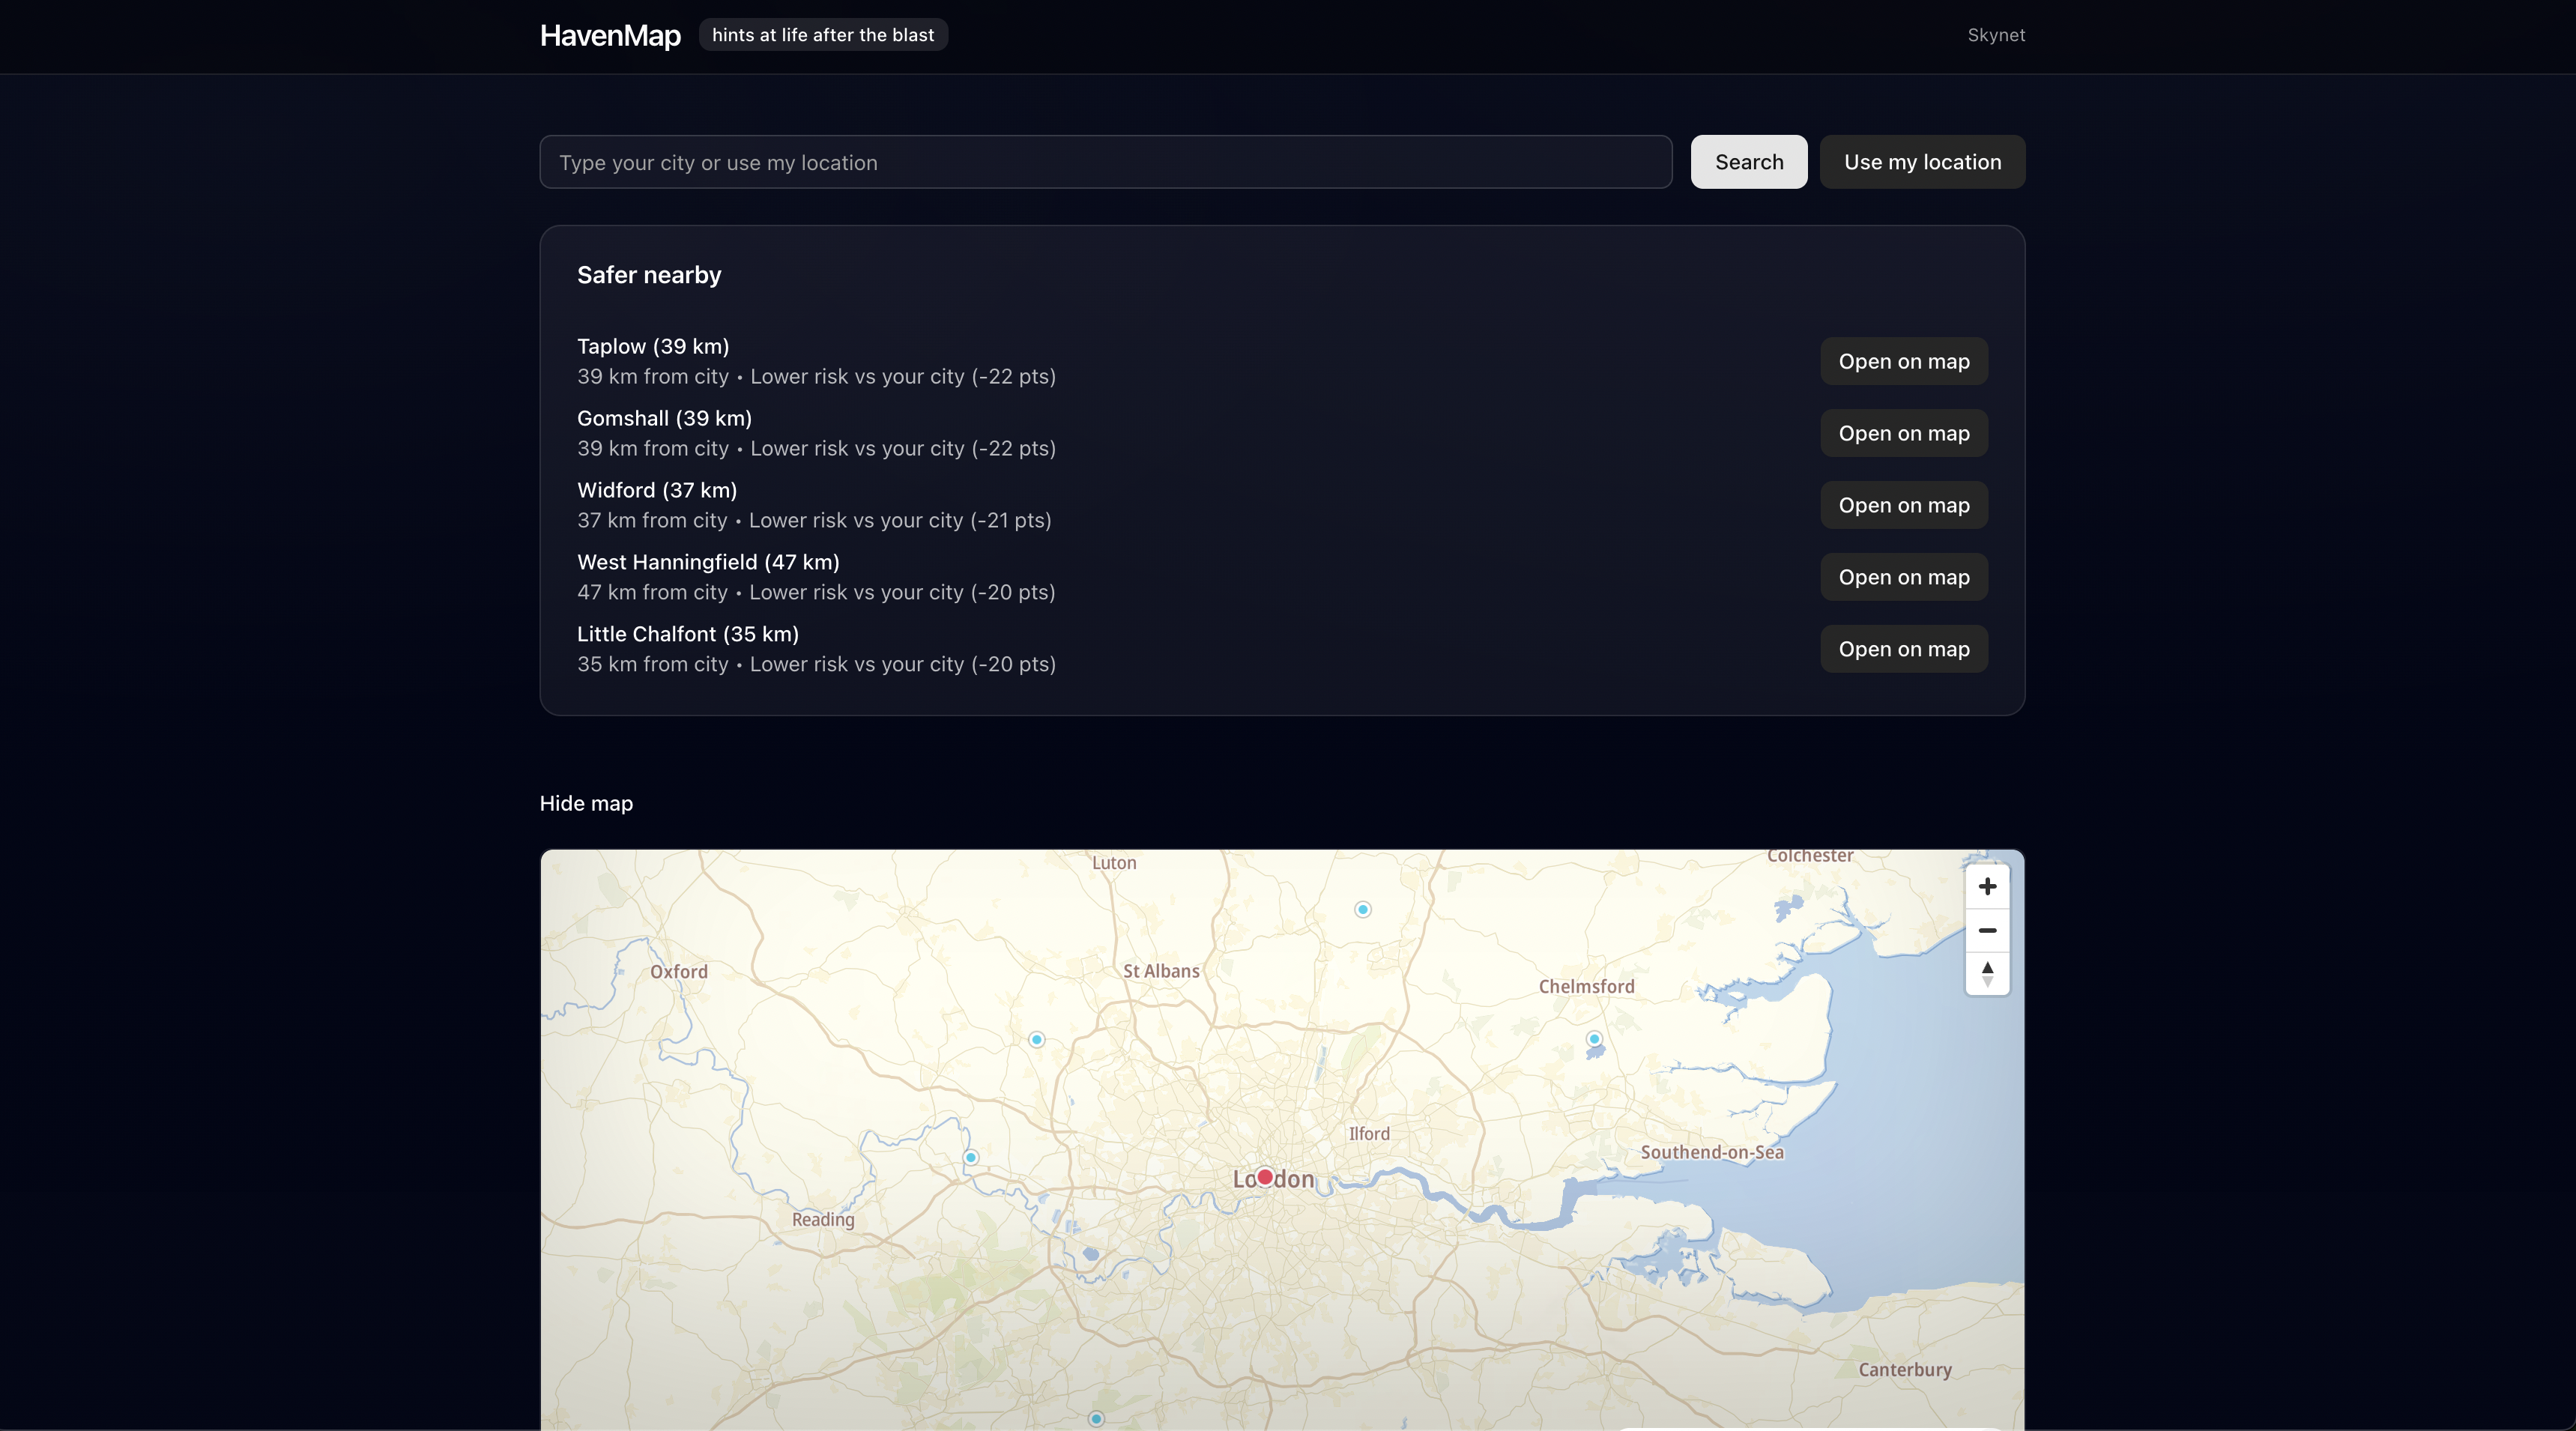 HavenMap hints at life after the blast Skynet
Type your city or use my location Search Use my location
Safer nearby
Taplow (39 km)
39 km from city • Lower risk vs your city (-22 pts)
Open on map
Gomshall (39 km)
39 km from city • Lower risk vs your city (-22 pts)
Open on map
Widford (37 km)
37 km from city • Lower risk vs your city (-21 pts)
Open on map
West Hanningfield (47 km)
47 km from city • Lower risk vs your city (-20 pts)
Open on map
Little Chalfont (35 km)
35 km from city • Lower risk vs your city (-20 pts)
Open on map
Hide map
Luton
Colchester
Oxford
St Albans
Chelmsford
Ilford
Southend-on-Sea
London
Reading
Canterbury